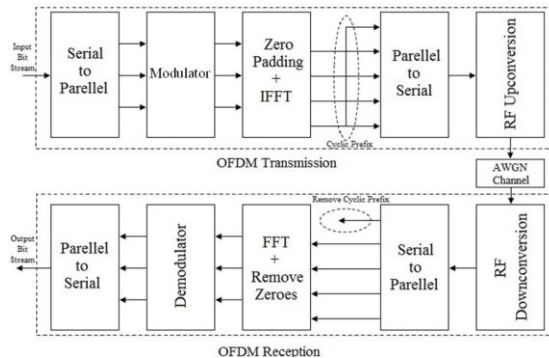 Input
Bit
Stream
Serial
to
Parellel
Modulator
Zero
Padding
+
IFFT
Cyclic Prefix
Parellel
to
Serial
RF Upconversion
OFDM Transmission
AWGN
Channel
Output
Bit
Stream
Parellel
to
Serial
Demodulator
FFT
+
Remove
Zeroes
Remove Cyclic Prefix
Serial
to
Parellel
RF
Downconversion
OFDM Reception